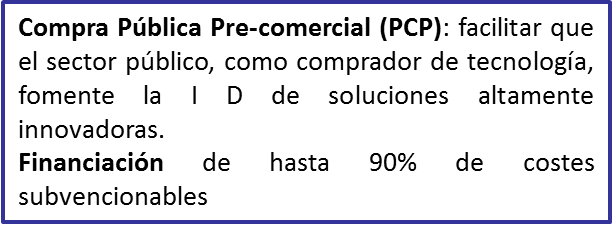 Compra Pública Pre-comercial (PCP): facilitar que
el sector público, como comprador de tecnología,
fomente la I D de soluciones altamente
innovadoras.
Financiación de hasta 90% de costes
subvencionables